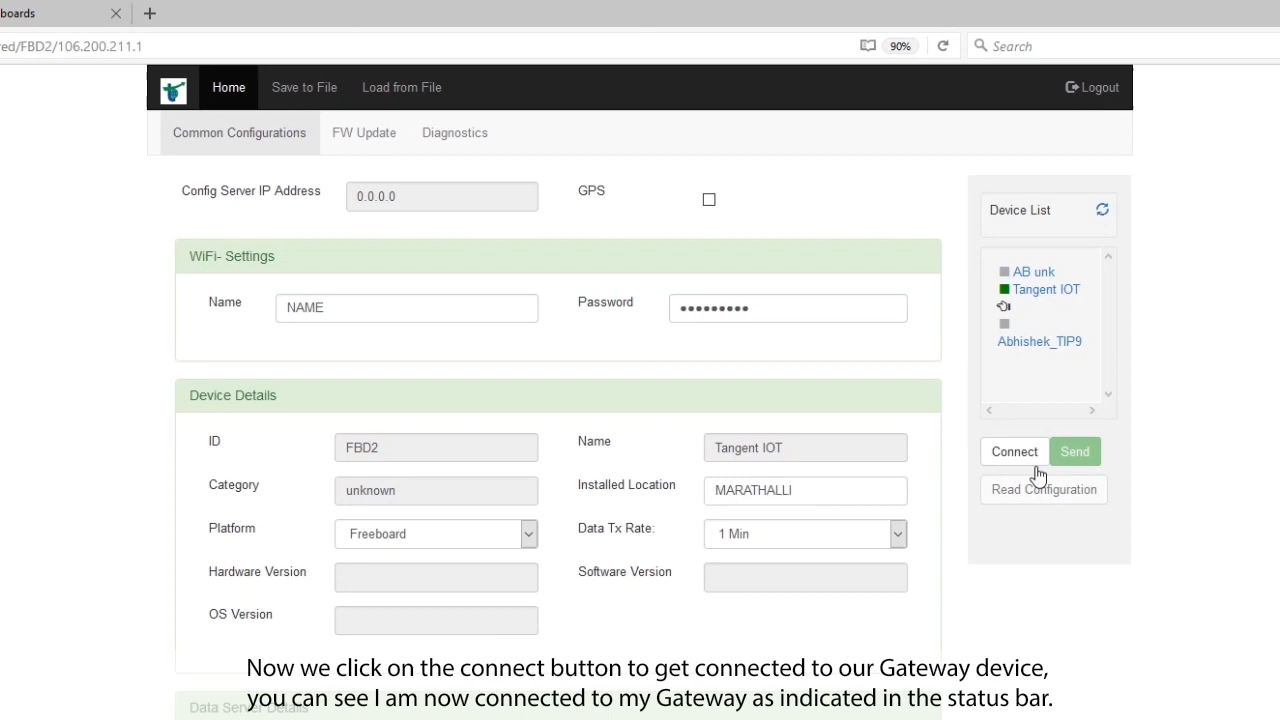 boards
ed/FBD2/106.200.211.1
90%
Search
Home
Save to File
Load from File
Logout
Common Configurations
FW Update
Diagnostics
Config Server IP Address
0.0.0.0
GPS
Device List
WiFi- Settings
AB unk
Tangent IOT
Name
NAME
Password
Abhishek_TIP9
Device Details
ID
FBD2
Name
Tangent IOT
Connect
Send
Category
unknown
Installed Location
MARATHALLI
Read Configuration
Platform
Freeboard
Data Tx Rate:
1 Min
Hardware Version
Software Version
OS Version
Now we click on the connect button to get connected to our Gateway device,
you can see I am now connected to my Gateway as indicated in the status bar.
Data Server Details